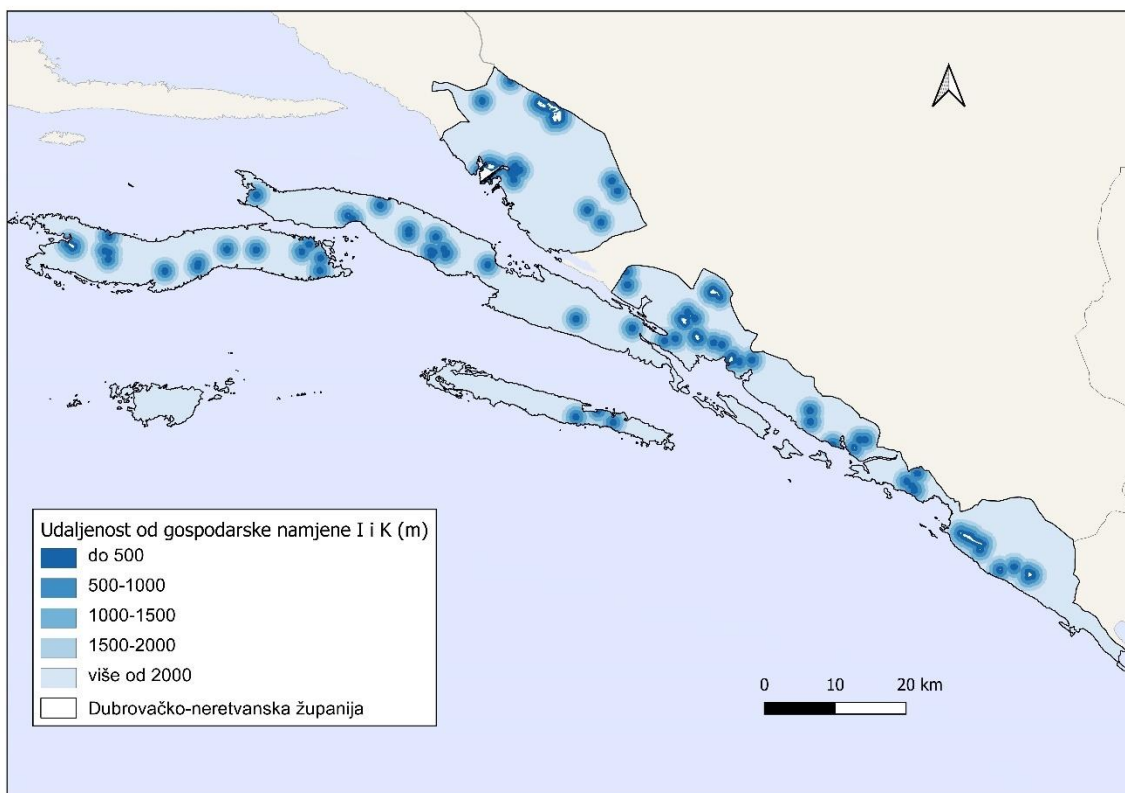 Udaljenost od gospodarske namjene I i K (m)
do 500
500-1000
1000-1500
1500-2000
više od 2000
Dubrovačko-neretvanska županija
0 10 20 km